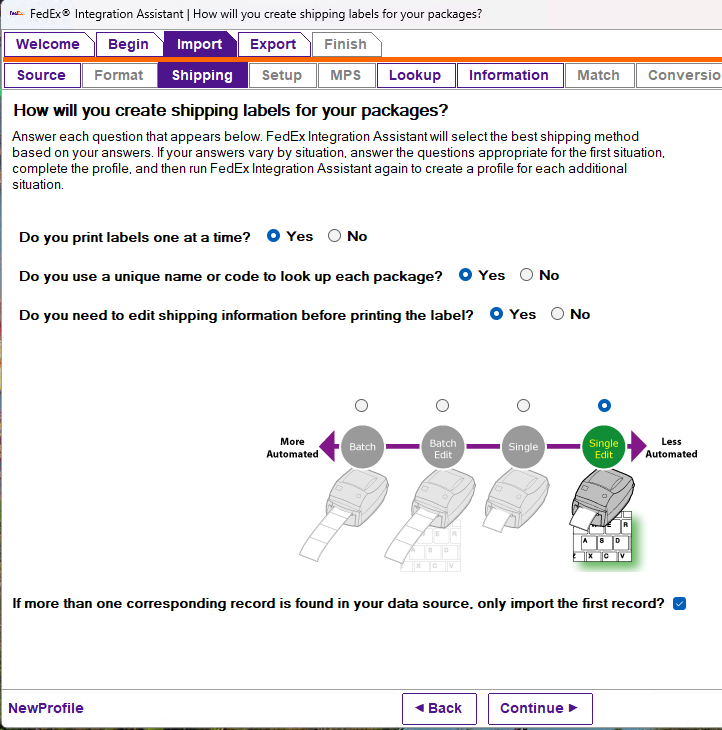 FedEx® Integration Assistant | How will you create shipping labels for your packages?
Welcome Begin Import Export Finish
Source Format Shipping Setup MPS Lookup Information Match Conversio
How will you create shipping labels for your packages?
Answer each question that appears below. FedEx Integration Assistant will select the best shipping method
based on your answers. If your answers vary by situation, answer the questions appropriate for the first situation,
complete the profile, and then run FedEx Integration Assistant again to create a profile for each additional
situation.
Do you print labels one at a time? Yes No
Do you use a unique name or code to look up each package? Yes No
Do you need to edit shipping information before printing the label? Yes No
More
Automated
Batch
Batch
Edit
Single
Single
Edit
Less
Automated
If more than one corresponding record is found in your data source, only import the first record?
NewProfile
Back
Continue